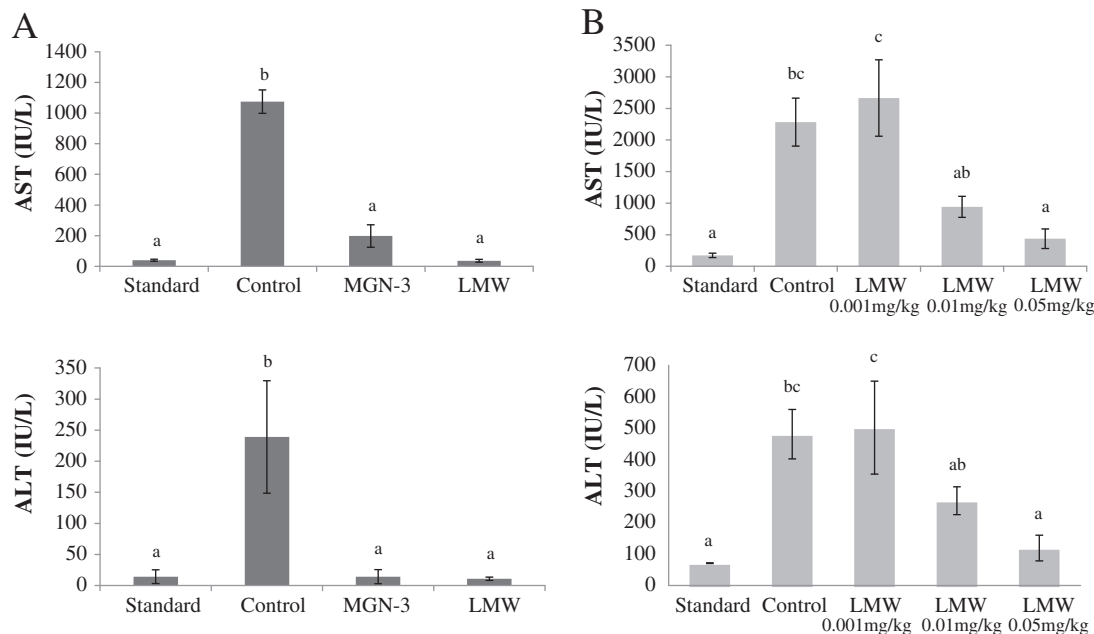 A
AST (IU/L)
1400
1200
1000
800
600
400
200
0
a
b
a
a
Standard Control MGN-3 LMW
B
AST (IU/L)
3500
3000
2500
2000
1500
1000
500
0
a
bc
c
ab
a
Standard Control LMW LMW LMW
0.001mg/kg 0.01mg/kg 0.05mg/kg
ALT (IU/L)
350
300
250
200
150
100
50
0
a
b
a
a
Standard Control MGN-3 LMW
ALT (IU/L)
700
600
500
400
300
200
100
0
a
bc
c
ab
a
Standard Control LMW LMW LMW
0.001mg/kg 0.01mg/kg 0.05mg/kg